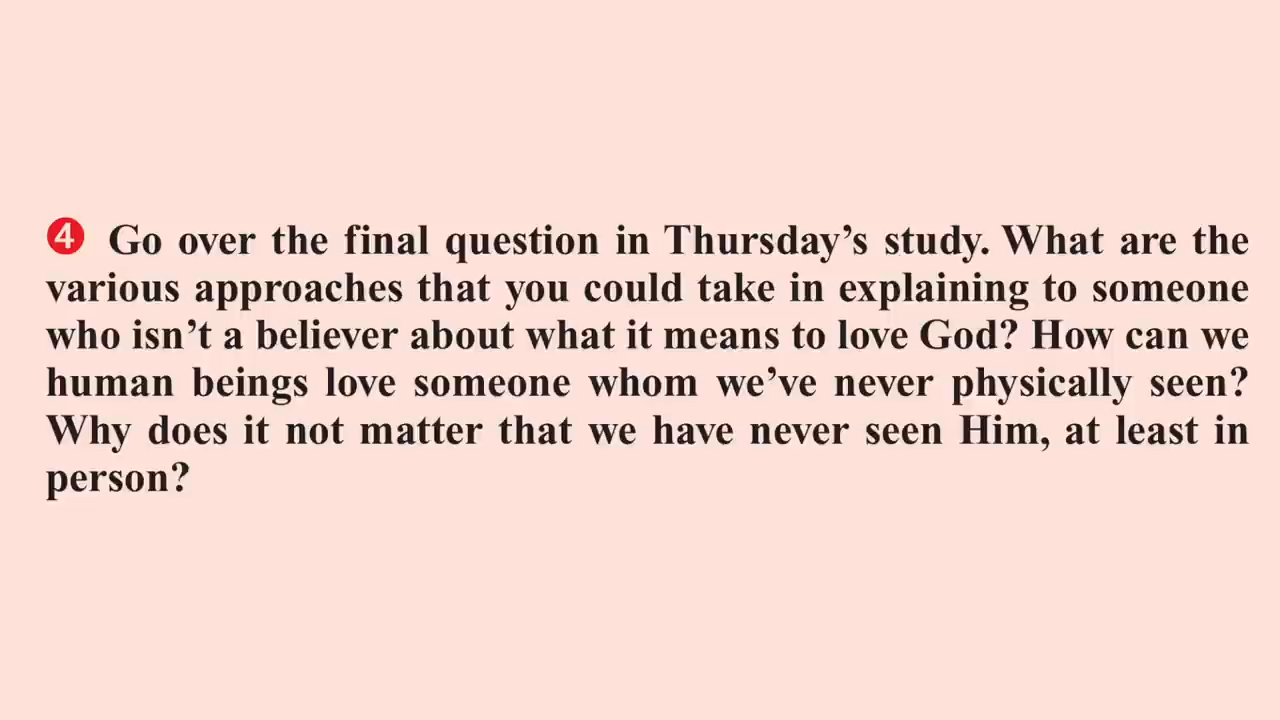 ❹ Go over the final question in Thursday’s study. What are the
various approaches that you could take in explaining to someone
who isn’t a believer about what it means to love God? How can we
human beings love someone whom we’ve never physically seen?
Why does it not matter that we have never seen Him, at least in
person?